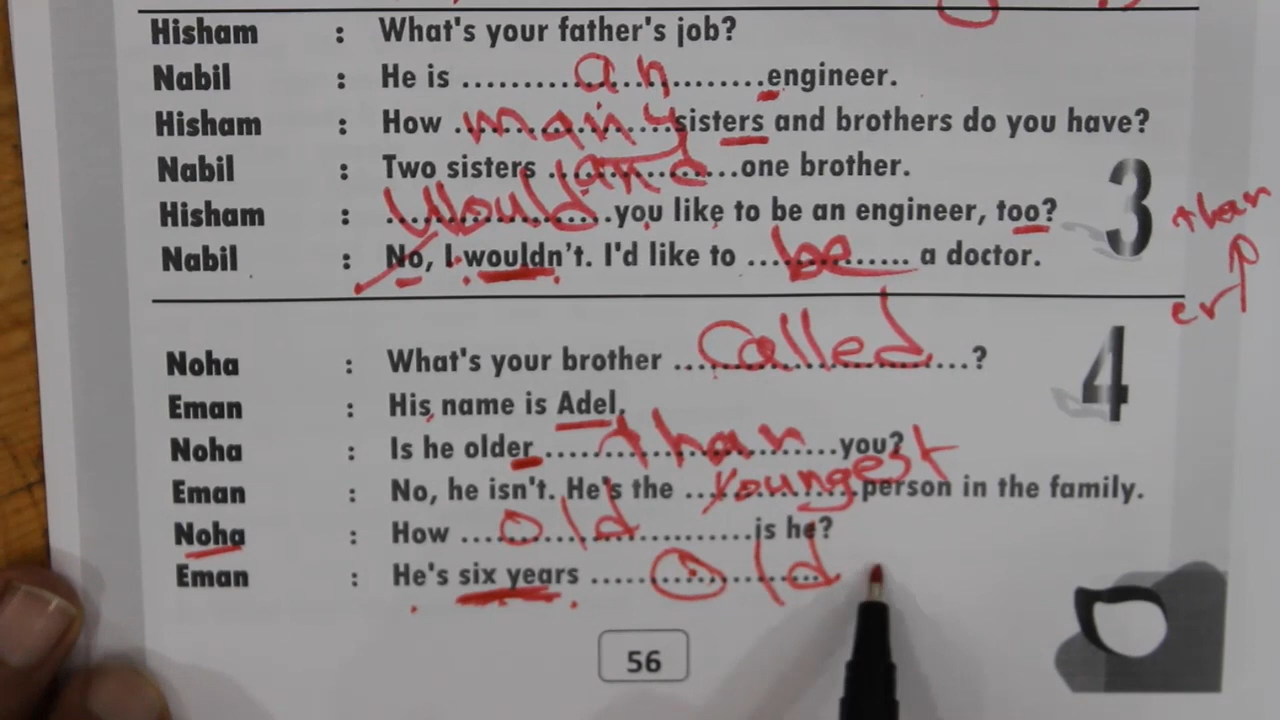 Hisham : What's your father's job?
Nabil : He is ..........an..........engineer.
Hisham : How ..........many..........sisters and brothers do you have?
Nabil : Two sisters ..........and..........one brother.
Hisham : ..........Would..........you like to be an engineer, too?
Nabil : No, I wouldn't. I'd like to ..........be.......... a doctor.
3
than
er
Noha : What's your brother ..........Called..........?
Eman : His name is Adel.
Noha : Is he older ..........than..........you?
Eman : No, he isn't. He's the ..........youngest..........person in the family.
Noha : How ..........old..........is he?
Eman : He's six years ..........old..........
4
56